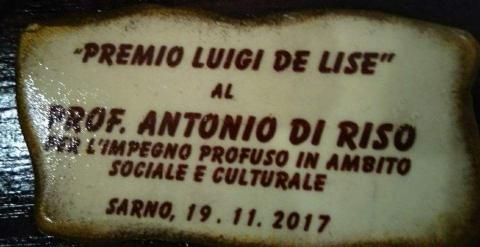 "PREMIO LUIGI DE LISE"
AL
PROF. ANTONIO DI RISO
PER L'IMPEGNO PROFUSO IN AMBITO
SOCIALE E CULTURALE
SARNO, 19.11.2017